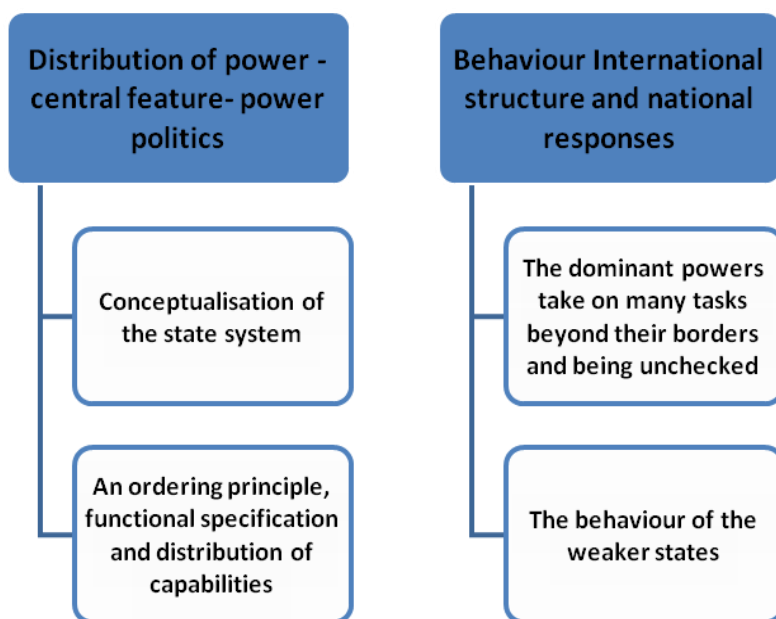 Distribution of power -
central feature- power
politics
Conceptualisation of
the state system
An ordering principle,
functional specification
and distribution of
capabilities
Behaviour International
structure and national
responses
The dominant powers
take on many tasks
beyond their borders
and being unchecked
The behaviour of the
weaker states